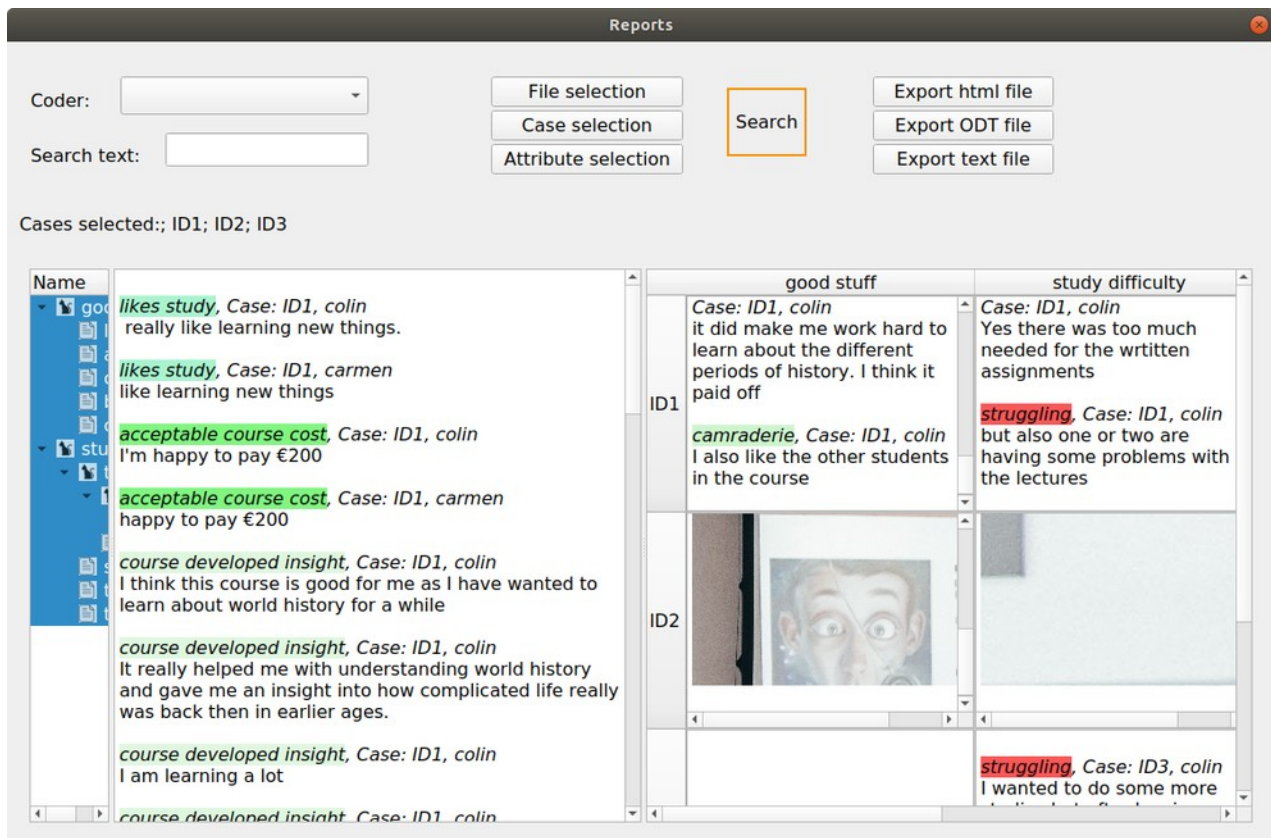 Reports
Coder:
Search text:
File selection
Case selection
Attribute selection
Search
Export html file
Export ODT file
Export text file
Cases selected:; ID1; ID2; ID3
Name
goo
stu
likes study, Case: ID1, colin
really like learning new things.
likes study, Case: ID1, carmen
like learning new things
acceptable course cost, Case: ID1, colin
I'm happy to pay €200
acceptable course cost, Case: ID1, carmen
happy to pay €200
course developed insight, Case: ID1, colin
I think this course is good for me as I have wanted to
learn about world history for a while
course developed insight, Case: ID1, colin
It really helped me with understanding world history
and gave me an insight into how complicated life really
was back then in earlier ages.
course developed insight, Case: ID1, colin
I am learning a lot
course developed insight, Case: ID1, colin
good stuff
study difficulty
ID1
Case: ID1, colin
it did make me work hard to
learn about the different
periods of history. I think it
paid off
camraderie, Case: ID1, colin
I also like the other students
in the course
Case: ID1, colin
Yes there was too much
needed for the wrtitten
assignments
struggling, Case: ID1, colin
but also one or two are
having some problems with
the lectures
ID2
struggling, Case: ID3, colin
I wanted to do some more